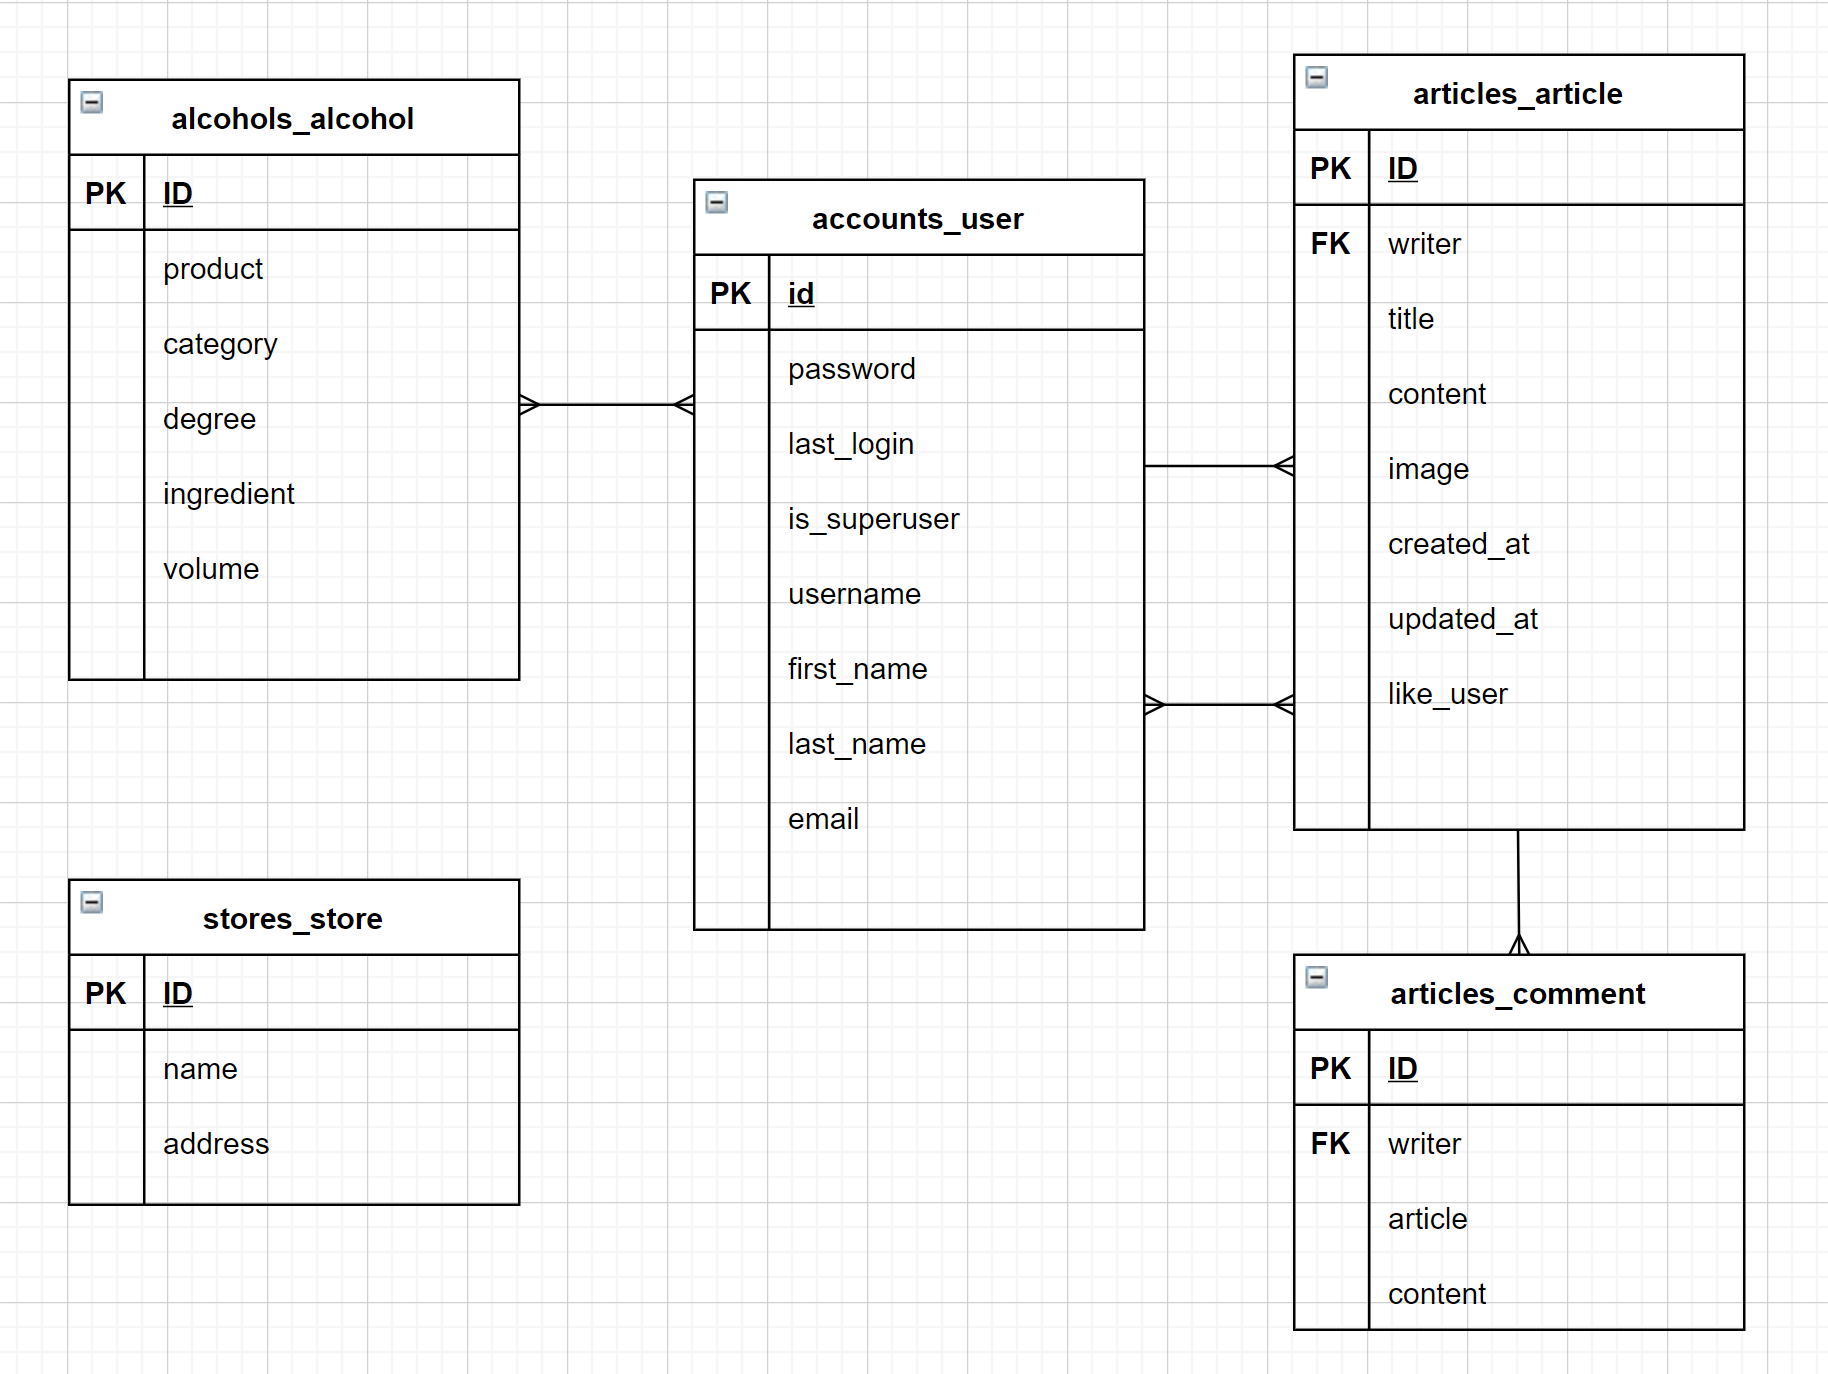 alcohols_alcohol
PK ID
product
category
degree
ingredient
volume
accounts_user
PK id
password
last_login
is_superuser
username
first_name
last_name
email
articles_article
PK ID
FK writer
title
content
image
created_at
updated_at
like_user
stores_store
PK ID
name
address
articles_comment
PK ID
FK writer
article
content